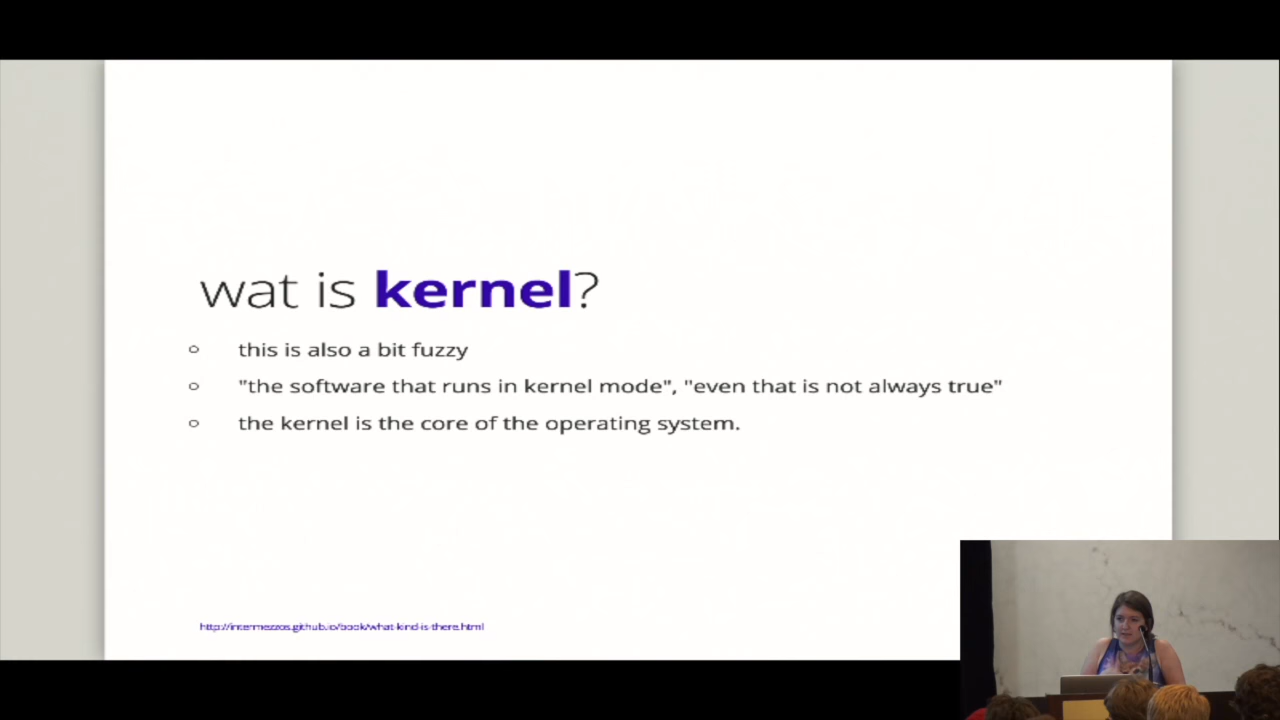 wat is kernel?
this is also a bit fuzzy
"the software that runs in kernel mode", "even that is not always true"
the kernel is the core of the operating system.
http://intermezzos.github.io/book/what-kind-is-there.html